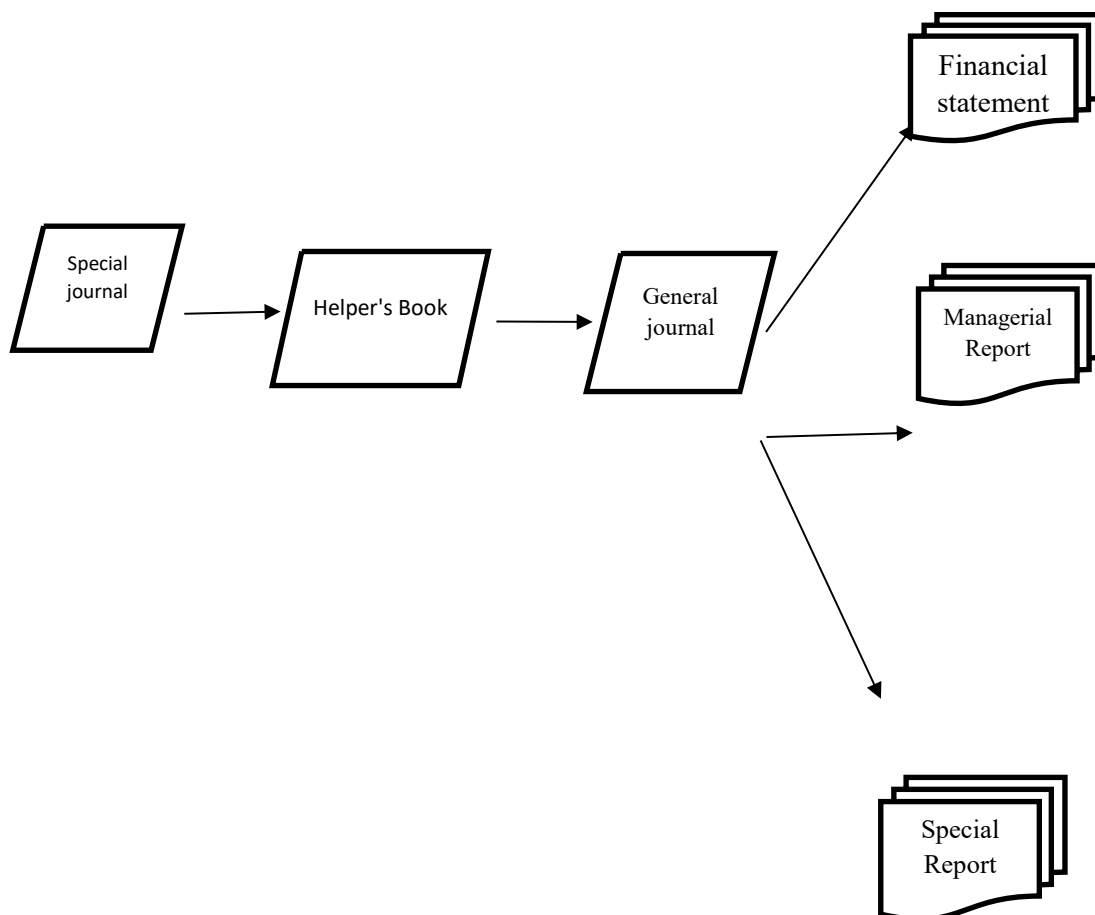 Financial
statement
Special
journal
Helper's Book
General
journal
Managerial
Report
Special
Report